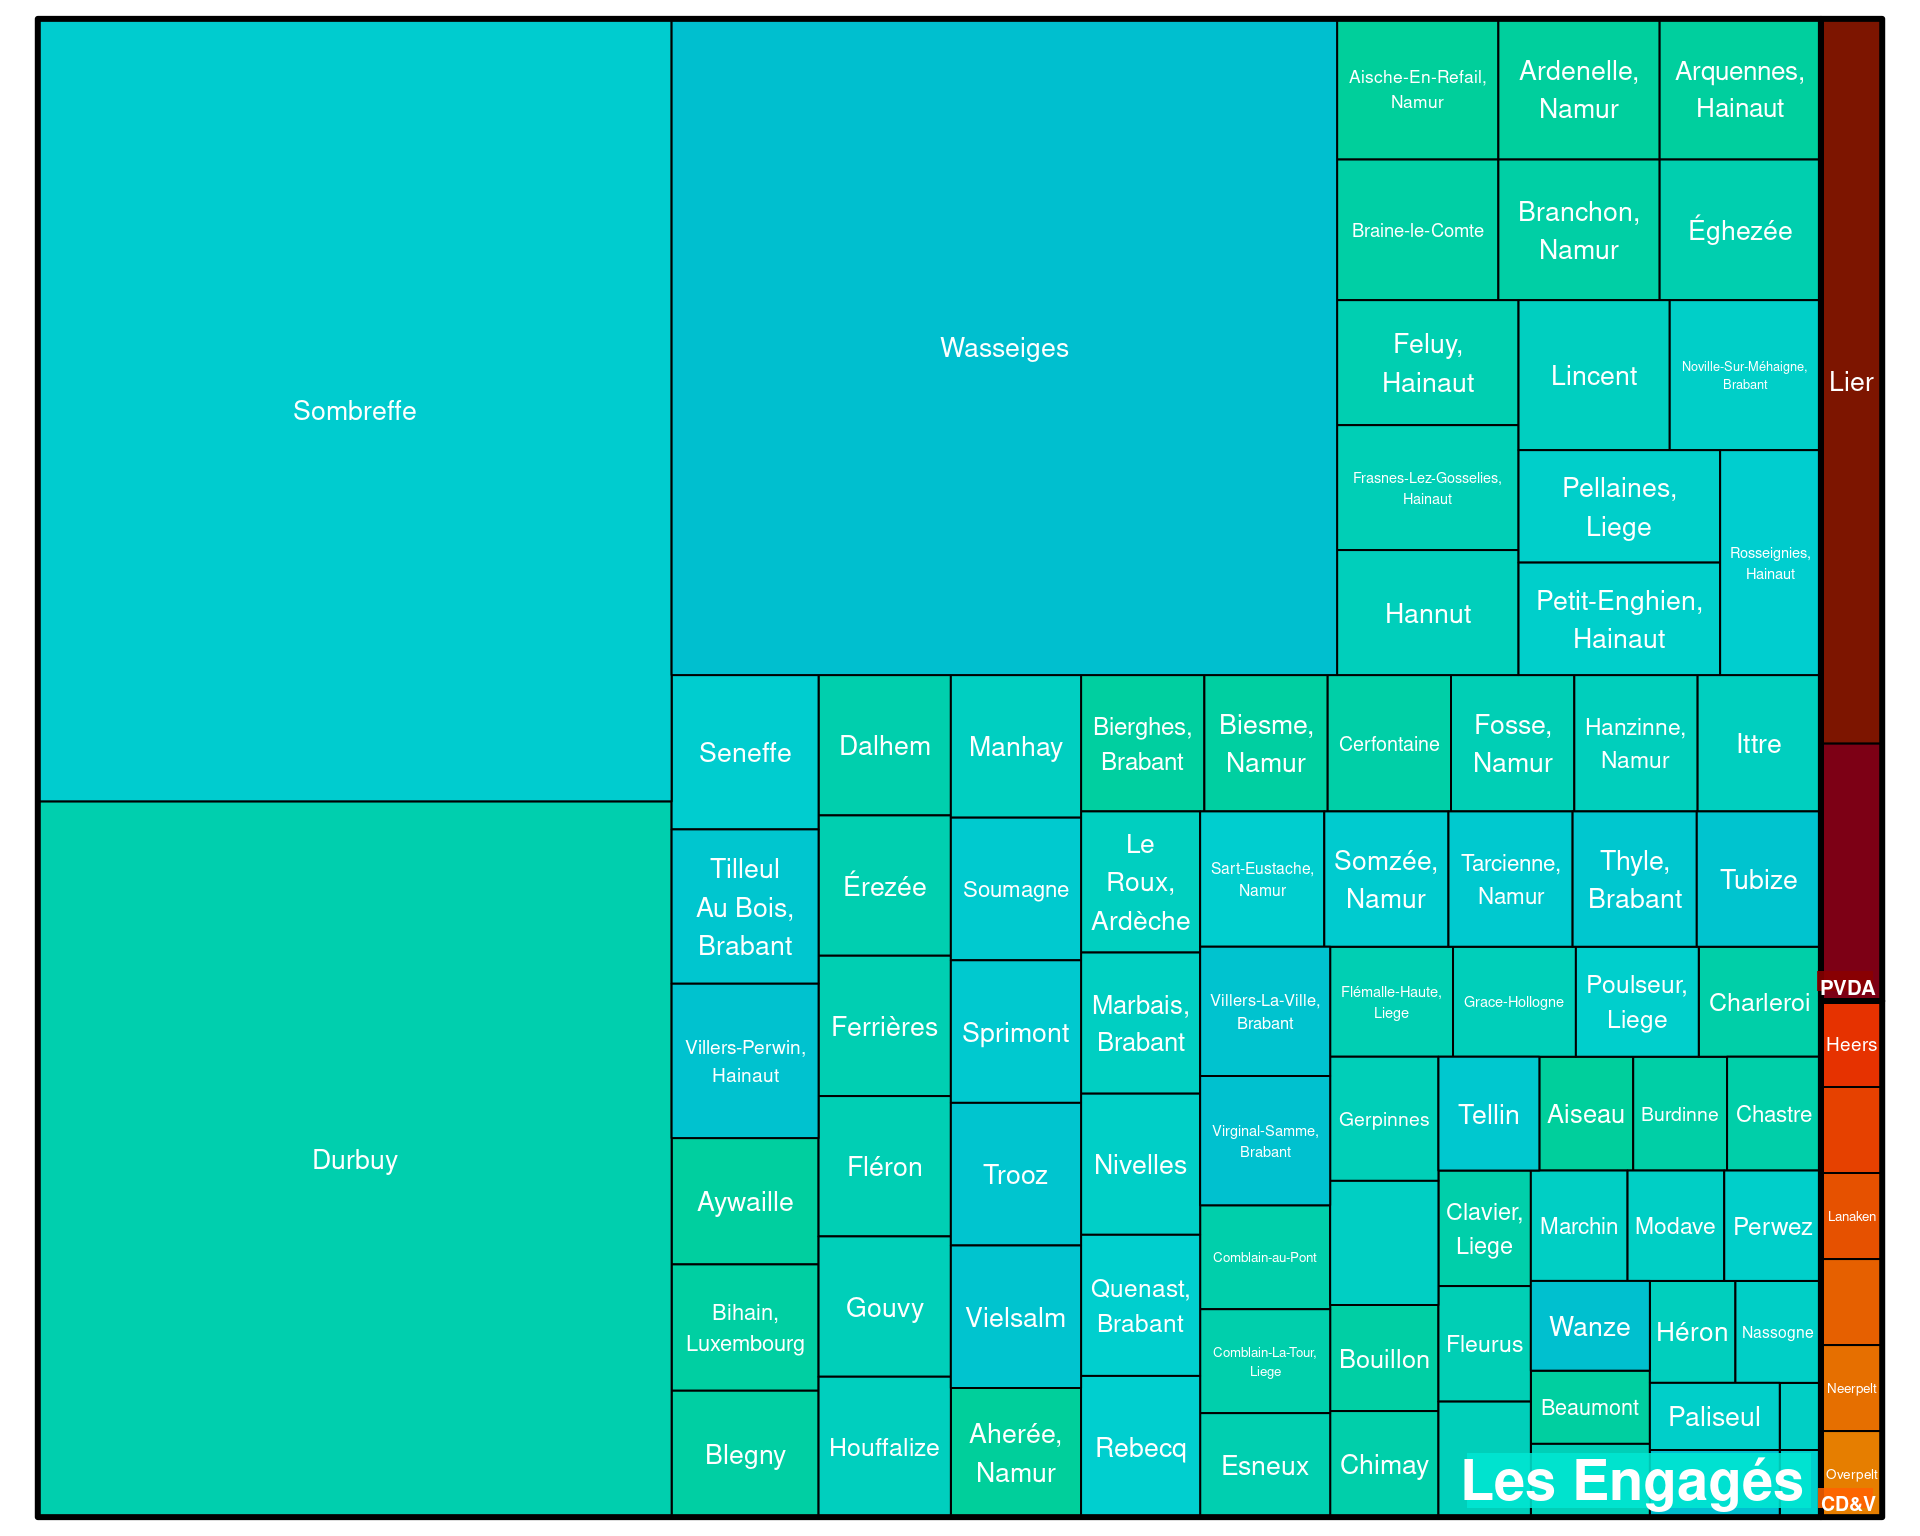 Sombreffe
Durbuy
Wasseiges
Aische-En-Refail,
Namur
Ardenelle,
Namur
Arquennes,
Hainaut
Braine-le-Comte
Branchon,
Namur
Éghezée
Feluy,
Hainaut
Lincent
Noville-Sur-Méhaigne,
Brabant
Frasnes-Lez-Gosselies,
Hainaut
Pellaines,
Liege
Rosseignies,
Hainaut
Hannut
Petit-Enghien,
Hainaut
Seneffe
Tilleul
Au Bois,
Brabant
Villers-Perwin,
Hainaut
Aywaille
Bihain,
Luxembourg
Blegny
Dalhem
Érezée
Ferrières
Fléron
Gouvy
Houffalize
Manhay
Soumagne
Sprimont
Trooz
Vielsalm
Aherée,
Namur
Bierghes,
Brabant
Biesme,
Namur
Cerfontaine
Fosse,
Namur
Hanzinne,
Namur
Ittre
Le
Roux,
Ardèche
Marbais,
Brabant
Nivelles
Quenast,
Brabant
Rebecq
Sart-Eustache,
Namur
Somzée,
Namur
Tarcienne,
Namur
Thyle,
Brabant
Tubize
Villers-La-Ville,
Brabant
Virginal-Samme,
Brabant
Comblain-au-Pont
Comblain-La-Tour,
Liege
Esneux
Flémalle-Haute,
Liege
Grace-Hollogne
Poulseur,
Liege
Charleroi
Gerpinnes
Bouillon
Chimay
Tellin
Aiseau
Burdinne
Chastre
Clavier,
Liege
Fleurus
Marchin
Modave
Perwez
Wanze
Héron
Nassogne
Beaumont
Paliseul
Les Engagés
Lier
PVDA
Heers
Lanaken
Neerpelt
Overpelt
CD&V